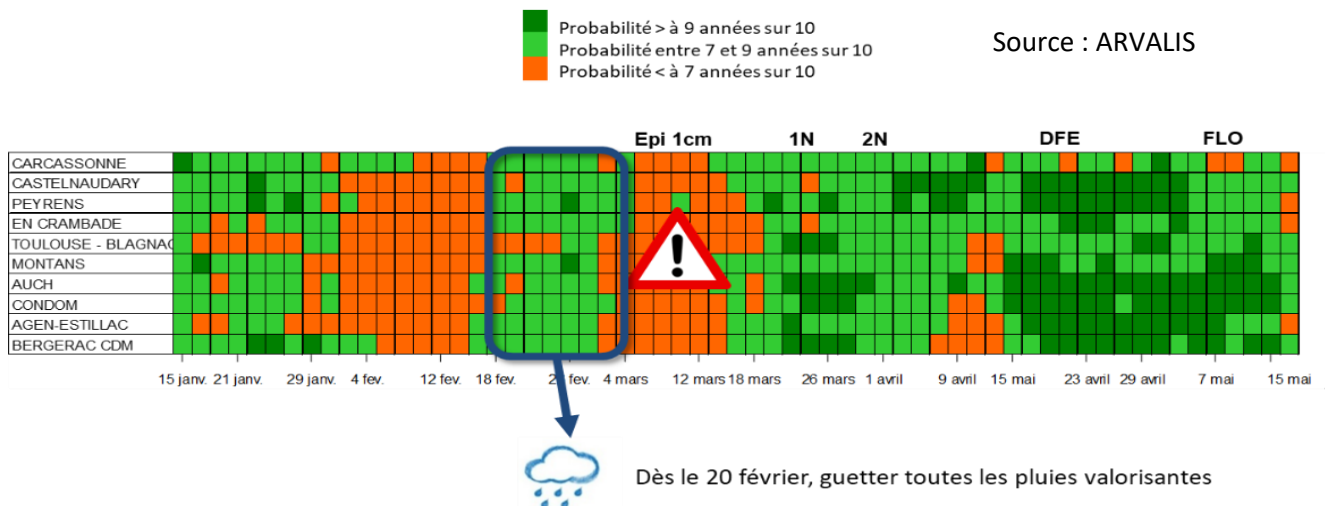 Probabilité > à 9 années sur 10
Probabilité entre 7 et 9 années sur 10
Probabilité < à 7 années sur 10
Source : ARVALIS
Epi 1cm 1N 2N DFE FLO
CARCASSONNE
CASTELNAUDARY
PEYRENS
EN CRAMBADE
TOULOUSE - BLAGNAC
MONTANS
AUCH
CONDOM
AGEN-ESTILLAC
BERGERAC CDM
15 janv. 21 janv. 29 janv. 4 fev. 12 fev. 18 fev. fev. 4 mars 12 mars 18 mars 26 mars 1 avril 9 avril 15 mai 23 avril 29 avril 7 mai 15 mai
Dès le 20 février, guetter toutes les pluies valorisantes